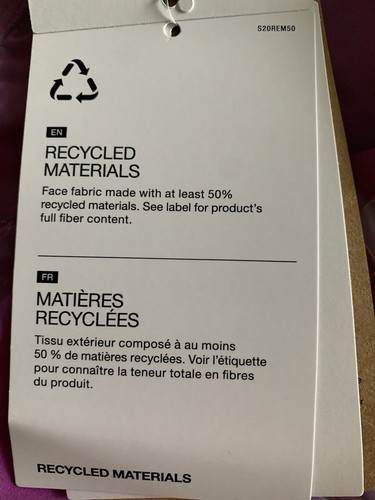 S20REM50
EN
RECYCLED
MATERIALS
Face fabric made with at least 50%
recycled materials. See label for product's
full fiber content.
FR
MATIÈRES
RECYCLÉES
Tissu extérieur composé à au moins
50 % de matières recyclées. Voir l'étiquette
pour connaître la teneur totale en fibres
du produit.
RECYCLED MATERIALS